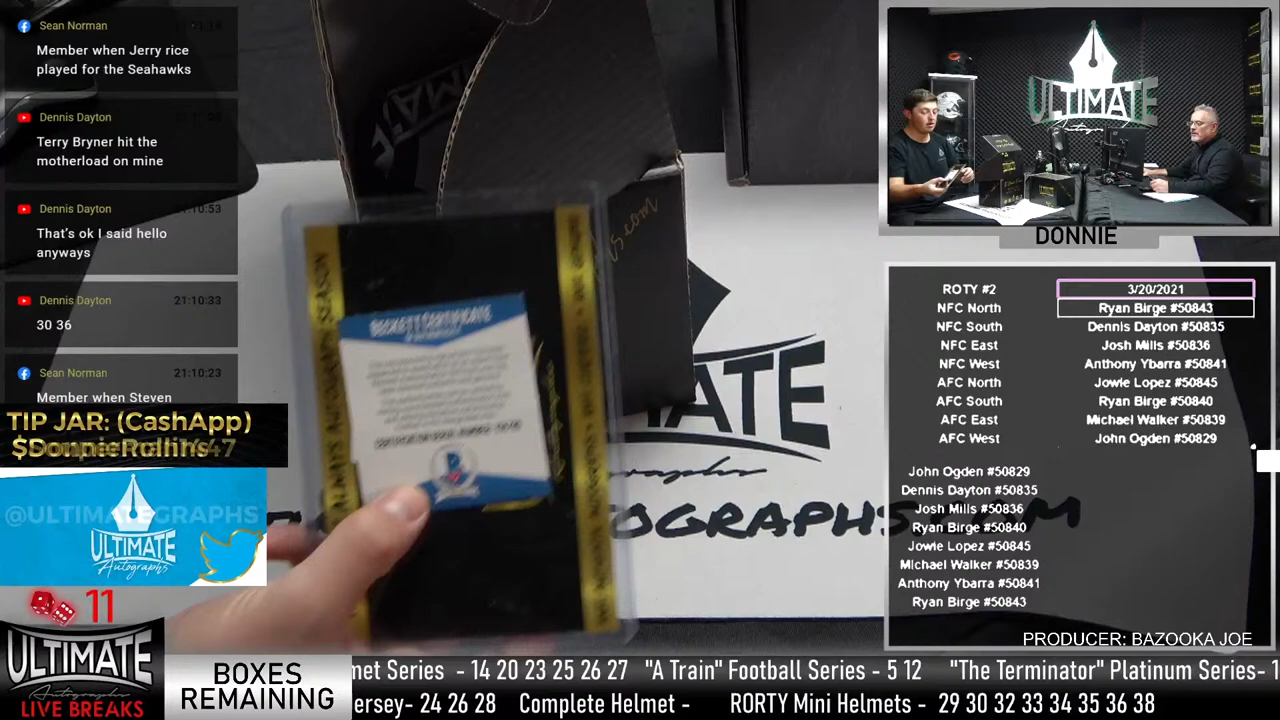 Sean Norman
Member when Jerry rice
played for the Seahawks
Dennis Dayton
Terry Bryner hit the
motherload on mine
Dennis Dayton 21:10:53
That's ok I said hello
anyways
Dennis Dayton 21:10:33
30 36
Sean Norman 21:10:23
Member when Steven
TIP JAR: (CashApp)
@ULTIMATEGRAPHS
ULTIMATE
Autographs
11
ULTIMATE
Autographs
LIVE BREAKS
BOXES
REMAINING
BECKETT CERTIFICATE
ULTIMATE
Autographs
DONNIE
ROTY #2 3/20/2021
NFC North Ryan Birge #50843
NFC South Dennis Dayton #50835
NFC East Josh Mills #50836
NFC West Anthony Ybarra #50841
AFC North Jowie Lopez #50845
AFC South Ryan Birge #50840
AFC East Michael Walker #50839
AFC West John Ogden #50829
John Ogden #50829
Dennis Dayton #50835
Josh Mills #50836
Ryan Birge #50840
Jowie Lopez #50845
Michael Walker #50839
Anthony Ybarra #50841
Ryan Birge #50843
PRODUCER: BAZOOKA JOE
met Series - 14 20 23 25 26 27 "A Train" Football Series - 5 12 "The Terminator" Platinum Series- 1
ersey- 24 26 28 Complete Helmet - RORTY Mini Helmets - 29 30 32 33 34 35 36 38